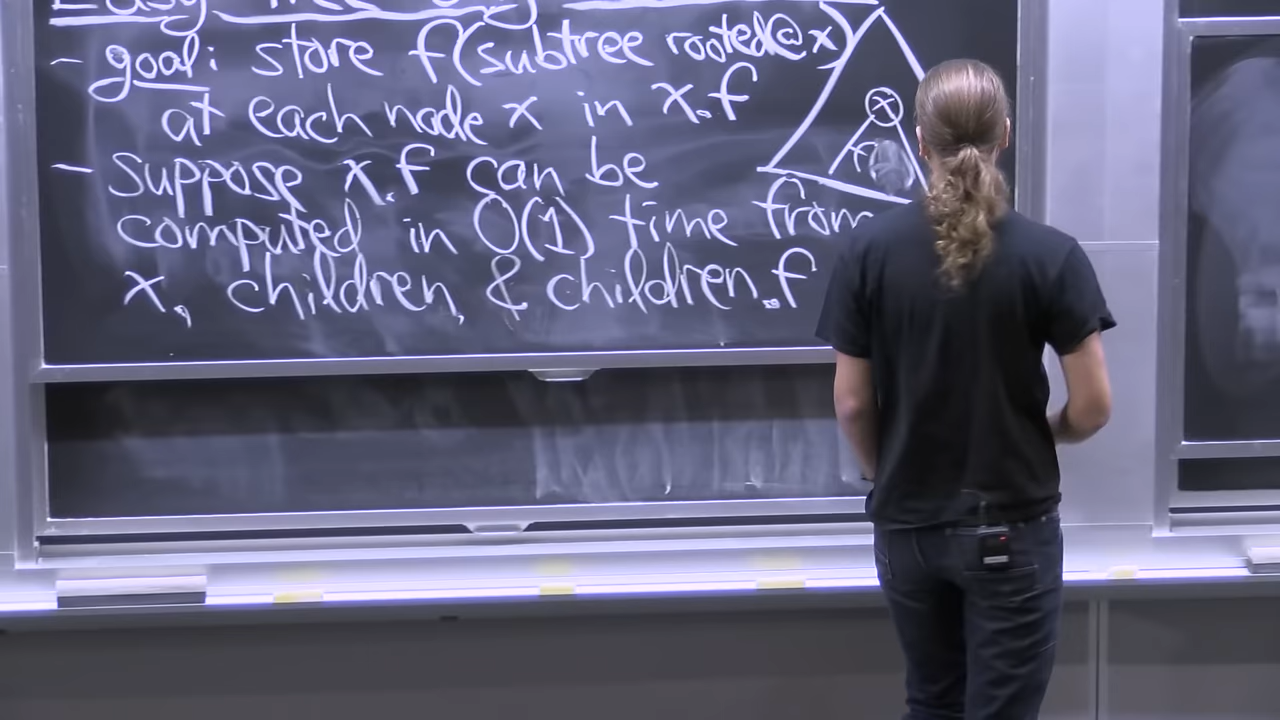 - goal: store f(subtree rooted@x)
at each node x in x.f
- suppose x.f can be
computed in O(1) time from
x, children, & children.f
x
f